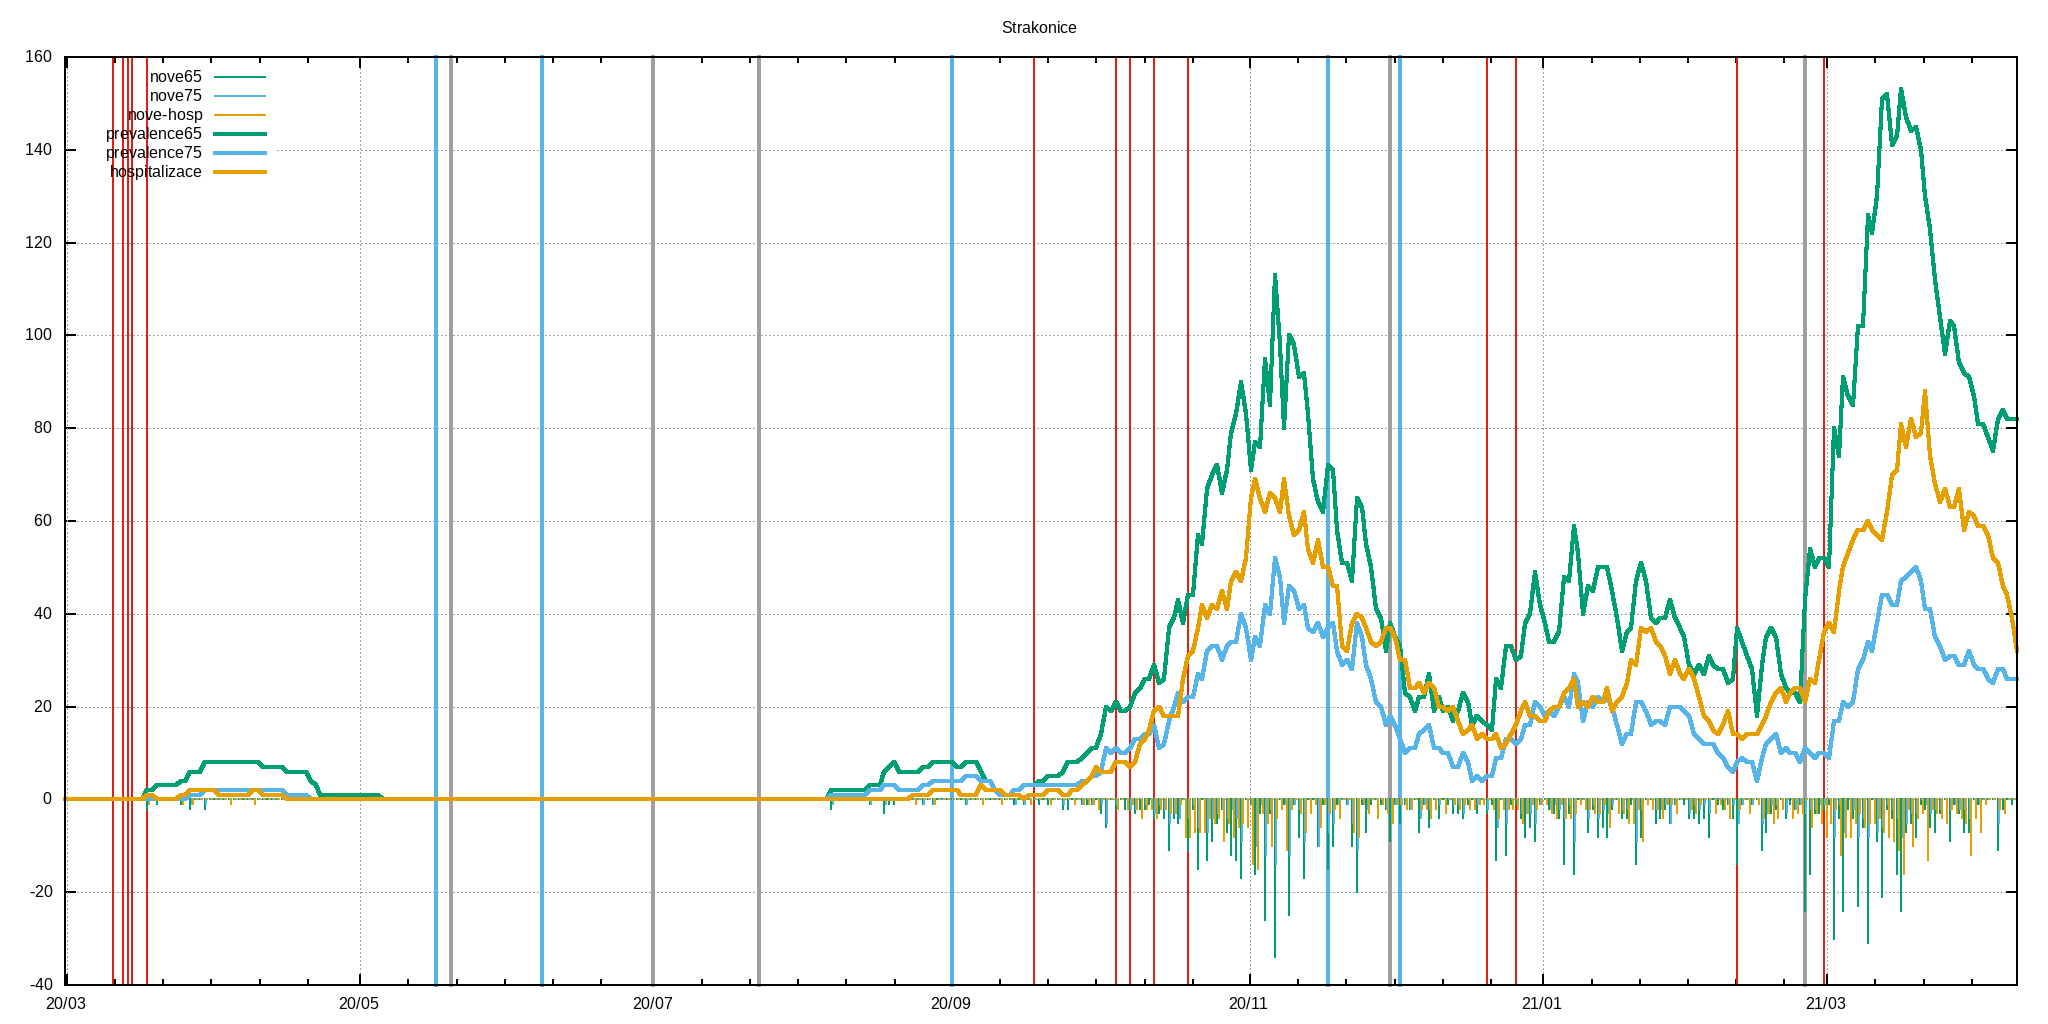 Strakonice
160
140
120
100
80
60
40
20
0
-20
-40
nove65
nove75
nove-hosp
prevalence65
prevalence75
hospitalizace
20/03 20/05 20/07 20/09 20/11 21/01 21/03